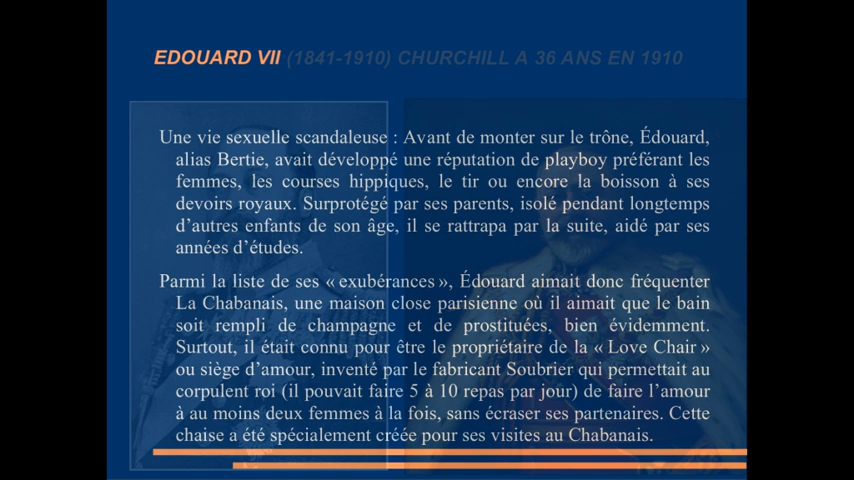 EDOUARD VII (1841-1910) CHURCHILL A 36 ANS EN 1910
Une vie sexuelle scandaleuse : Avant de monter sur le trône, Édouard,
alias Bertie, avait développé une réputation de playboy préférant les
femmes, les courses hippiques, le tir ou encore la boisson à ses
devoirs royaux. Surprotégé par ses parents, isolé pendant longtemps
d’autres enfants de son âge, il se rattrapa par la suite, aidé par ses
années d’études.
Parmi la liste de ses « exubérances », Édouard aimait donc fréquenter
La Chabanais, une maison close parisienne où il aimait que le bain
soit rempli de champagne et de prostituées, bien évidemment.
Surtout, il était connu pour être le propriétaire de la « Love Chair »
ou siège d’amour, inventé par le fabricant Soubrier qui permettait au
corpulent roi (il pouvait faire 5 à 10 repas par jour) de faire l’amour
à au moins deux femmes à la fois, sans écraser ses partenaires. Cette
chaise a été spécialement créée pour ses visites au Chabanais.